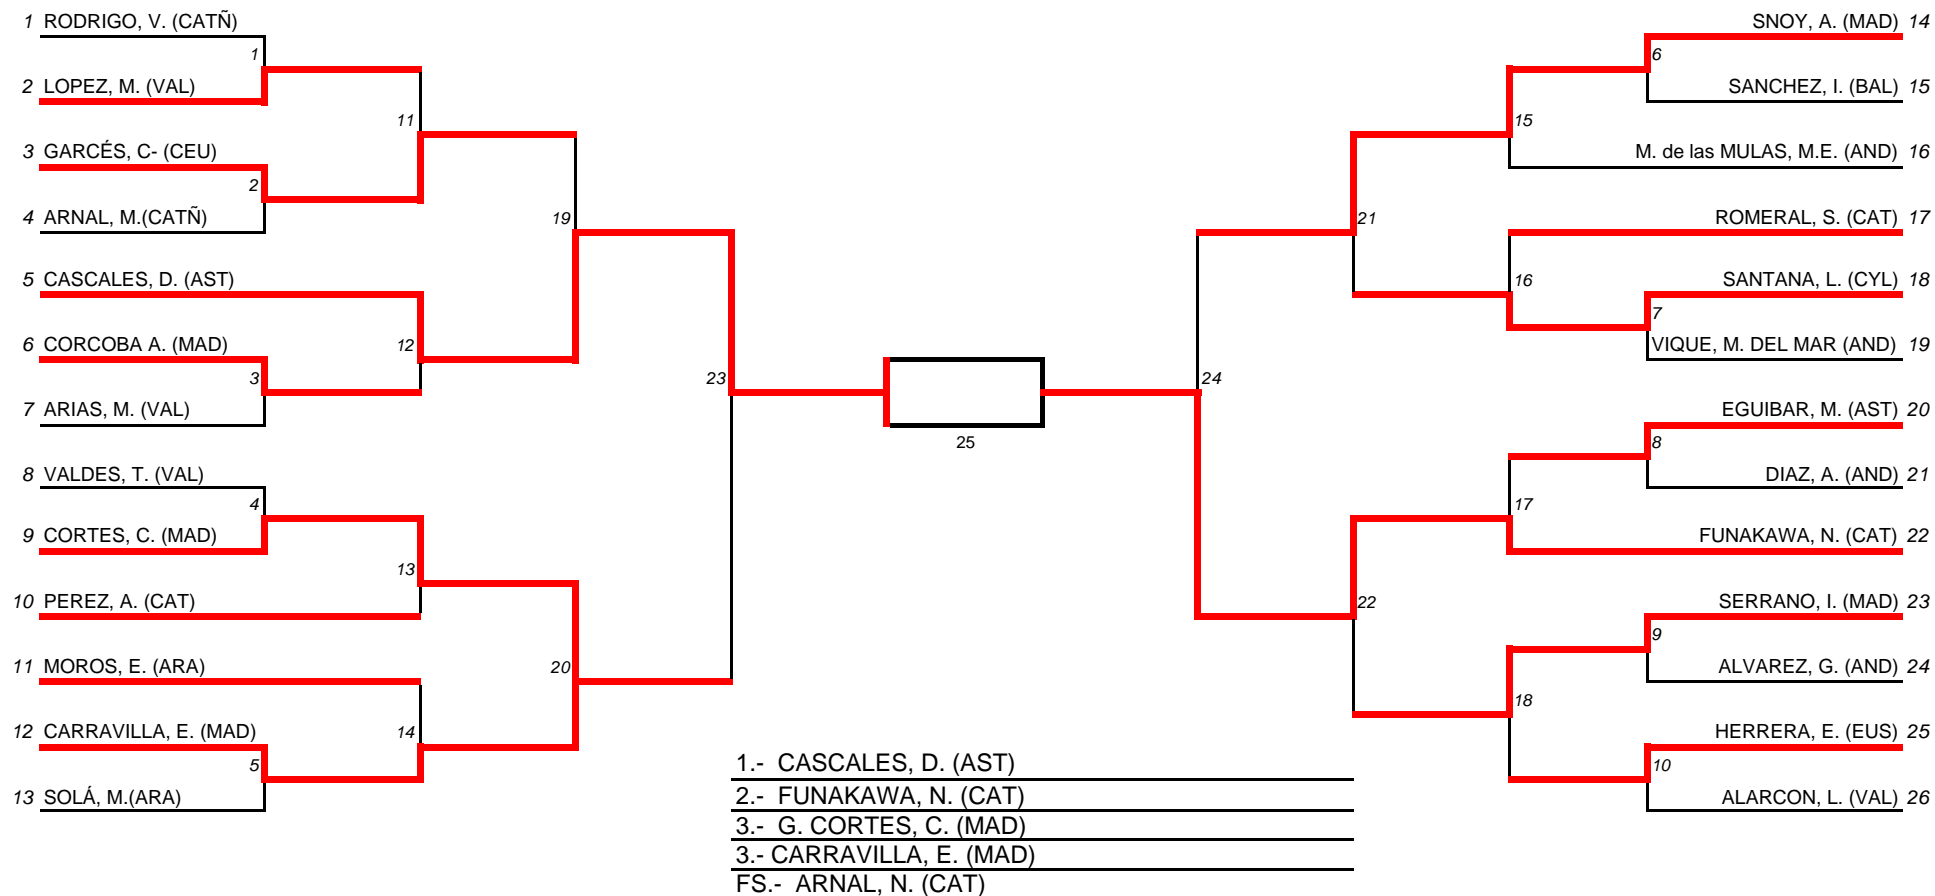 1 RODRIGO, V. (CATÑ)
1
2 LOPEZ, M. (VAL)
11
3 GARCÉS, C- (CEU)
2
4 ARNAL, M.(CATÑ)
19
5 CASCALES, D. (AST)
6 CORCOBA A. (MAD)
12
3
7 ARIAS, M. (VAL)
23
8 VALDES, T. (VAL)
4
9 CORTES, C. (MAD)
13
10 PEREZ, A. (CAT)
11 MOROS, E. (ARA)
20
12 CARRAVILLA, E. (MAD)
14
5
13 SOLÁ, M.(ARA)
25
SNOY, A. (MAD) 14
6
SANCHEZ, I. (BAL) 15
15
M. de las MULAS, M.E. (AND) 16
ROMERAL, S. (CAT) 17
21
16
SANTANA, L. (CYL) 18
7
VIQUE, M. DEL MAR (AND) 19
24
EGUIBAR, M. (AST) 20
8
DIAZ, A. (AND) 21
17
FUNAKAWA, N. (CAT) 22
22
SERRANO, I. (MAD) 23
9
ALVAREZ, G. (AND) 24
18
HERRERA, E. (EUS) 25
10
ALARCON, L. (VAL) 26
1.- CASCALES, D. (AST)
2.- FUNAKAWA, N. (CAT)
3.- G. CORTES, C. (MAD)
3.- CARRAVILLA, E. (MAD)
FS.- ARNAL, N. (CAT)